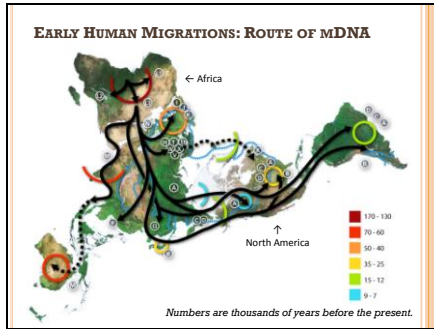 EARLY HUMAN MIGRATIONS: ROUTE OF MDNA
← Africa
↑
North America
170 - 130
70 - 60
50 - 40
35 - 25
15 - 12
9 - 7
Numbers are thousands of years before the present.